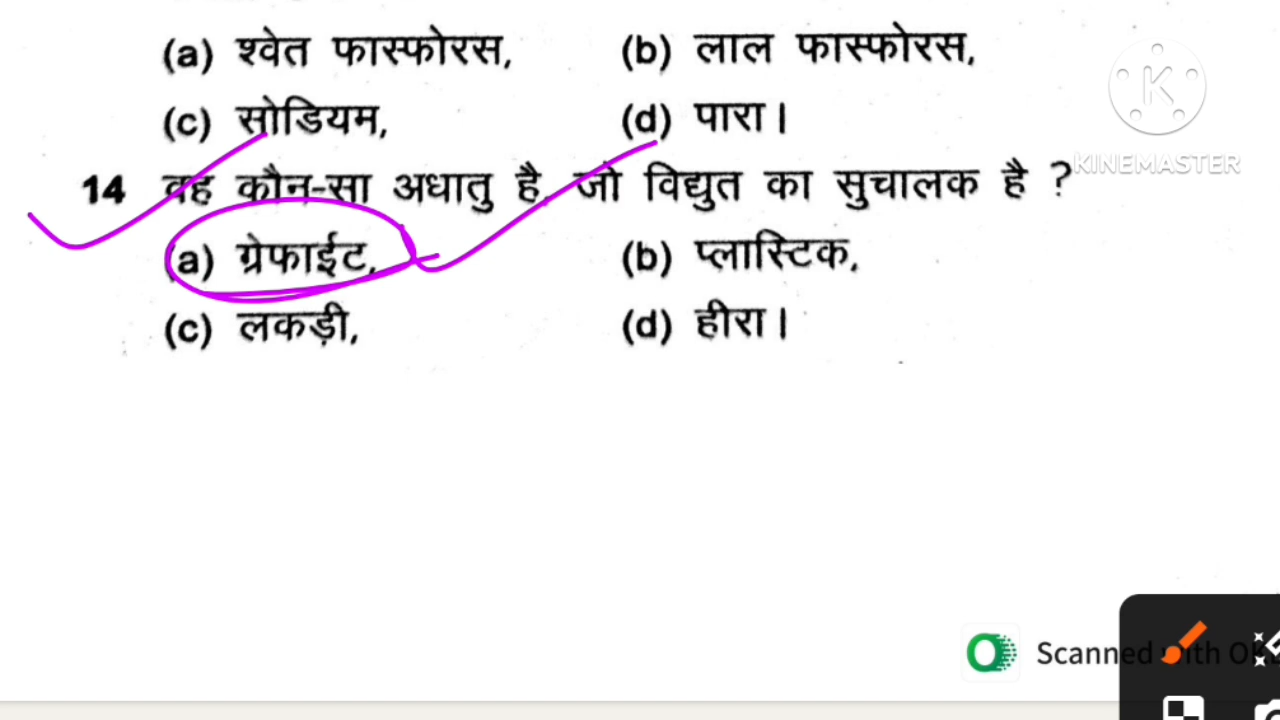 (a) श्वेत फास्फोरस, (b) लाल फास्फोरस,
(c) सोडियम, (d) पारा।
KINEMASTER
14 वह कौन-सा अधातु है, जो विद्युत का सुचालक है ?
(a) ग्रेफाईट, (b) प्लास्टिक,
(c) लकड़ी, (d) हीरा।
Scanned with